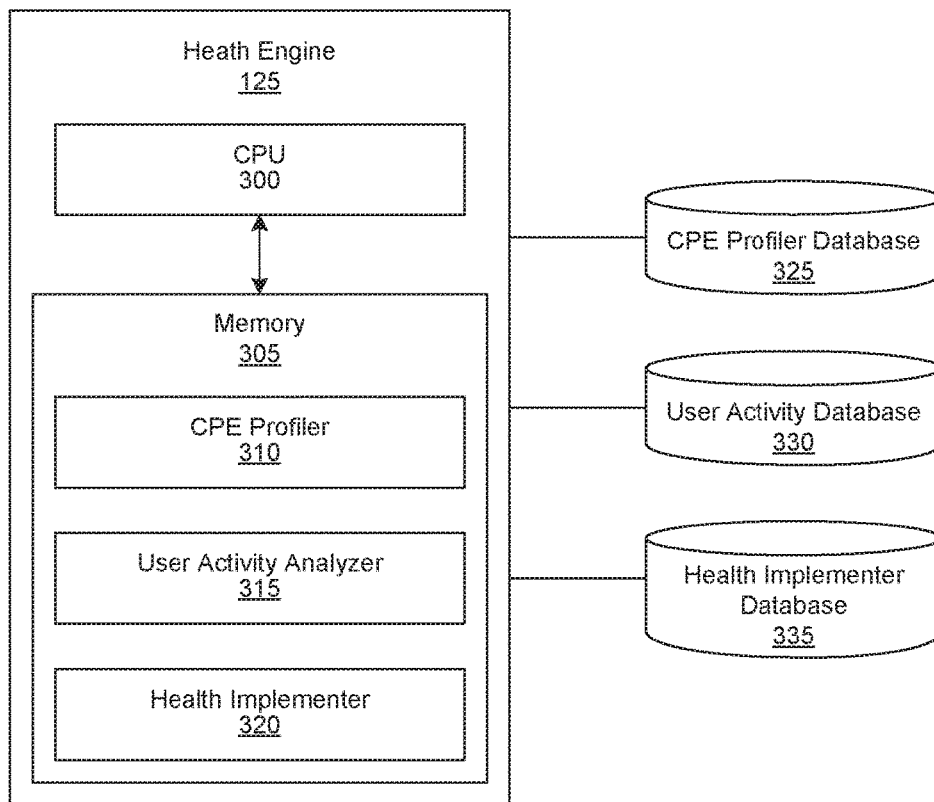 Heath Engine
125
CPU
300
Memory
305
CPE Profiler
310
User Activity Analyzer
315
Health Implementer
320
CPE Profiler Database
325
User Activity Database
330
Health Implementer
Database
335